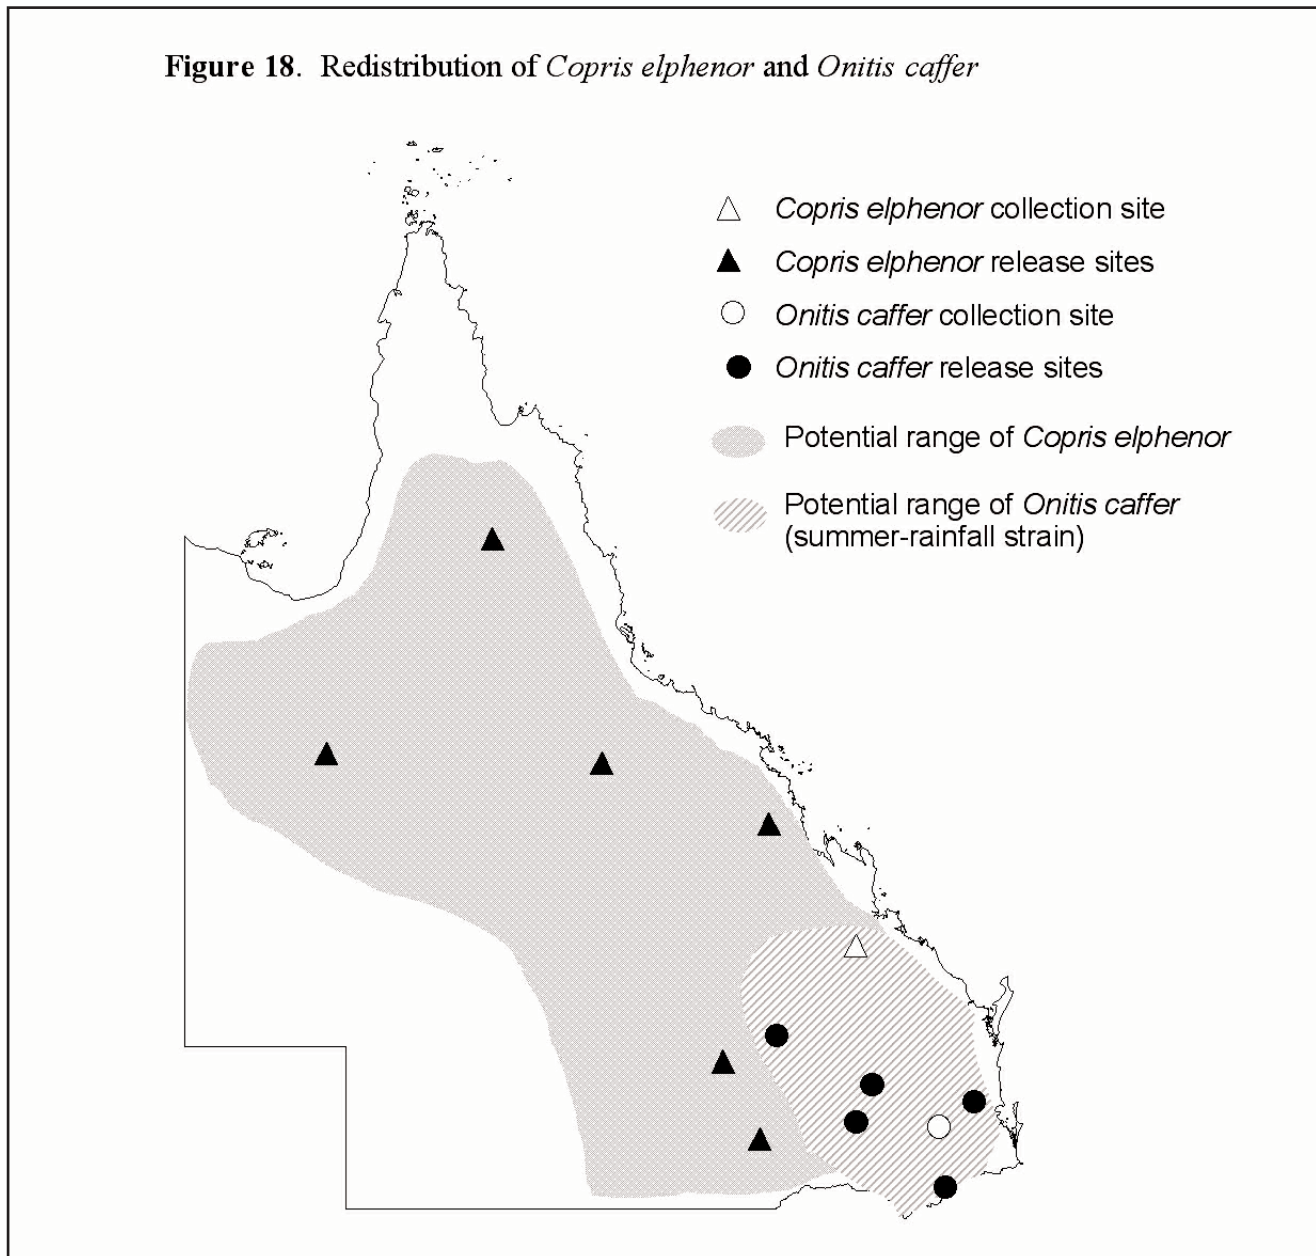 Figure 18. Redistribution of Copris elphenor and Onitis caffer
Copris elphenor collection site
Copris elphenor release sites
Onitis caffer collection site
Onitis caffer release sites
Potential range of Copris elphenor
Potential range of Onitis caffer
(summer-rainfall strain)